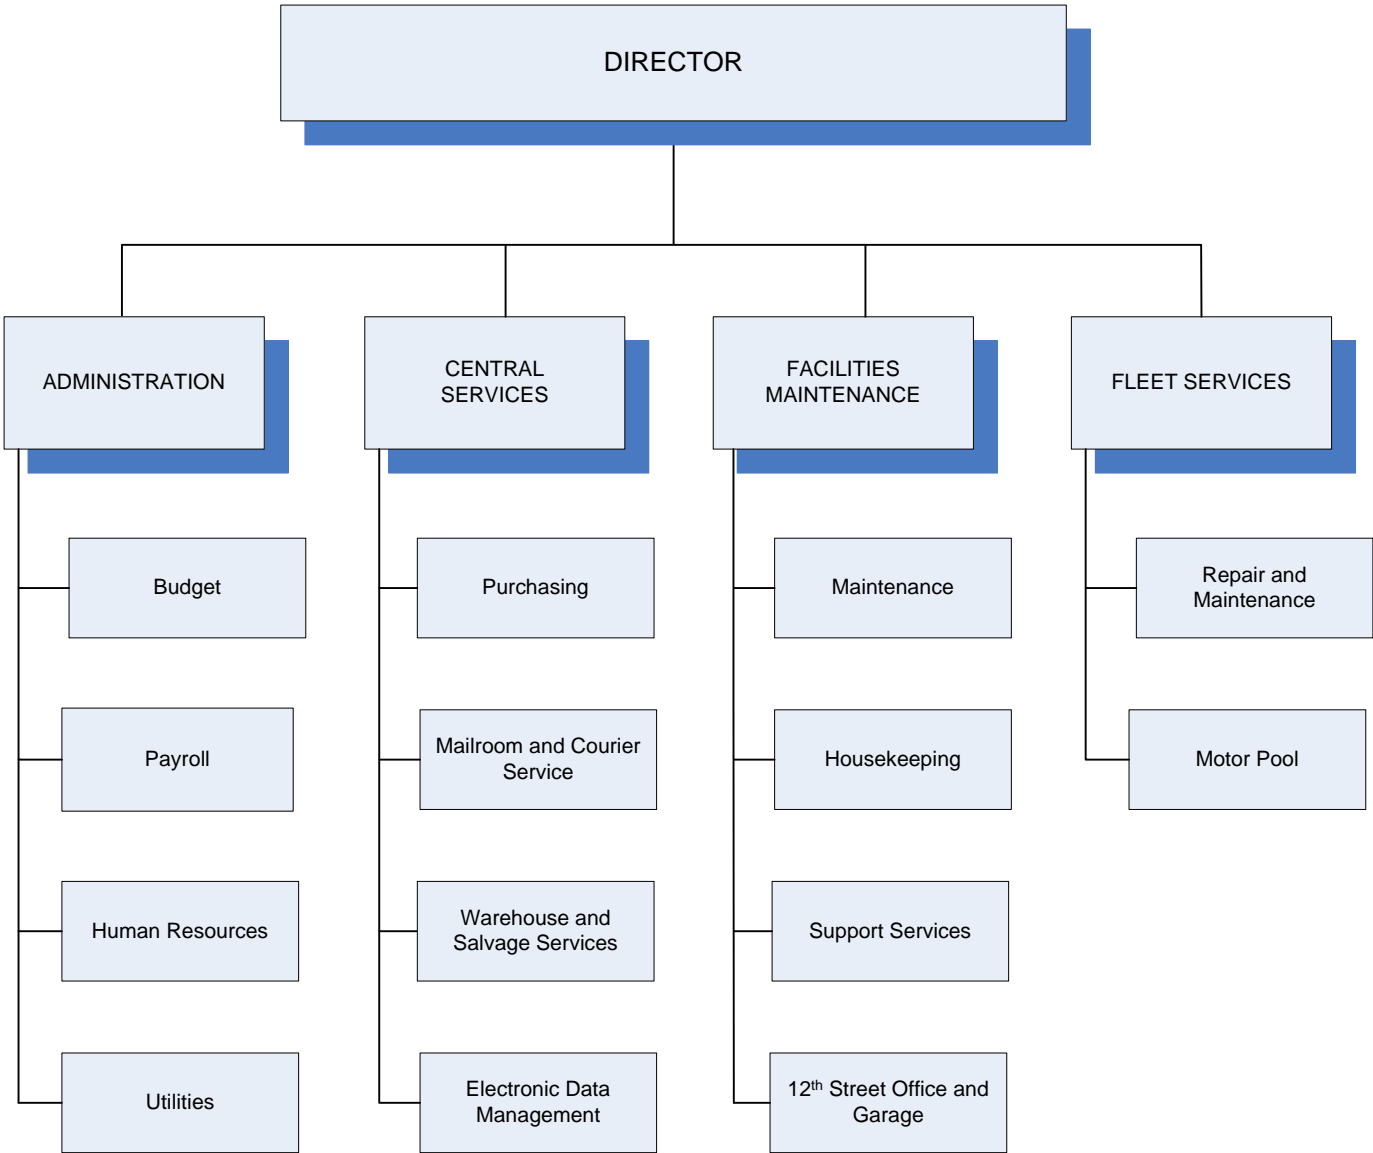 DIRECTOR
ADMINISTRATION
CENTRAL
SERVICES
FACILITIES
MAINTENANCE
FLEET SERVICES
Budget
Purchasing
Maintenance
Repair and
Maintenance
Payroll
Mailroom and Courier
Service
Housekeeping
Motor Pool
Human Resources
Warehouse and
Salvage Services
Support Services
Utilities
Electronic Data
Management
12th Street Office and
Garage